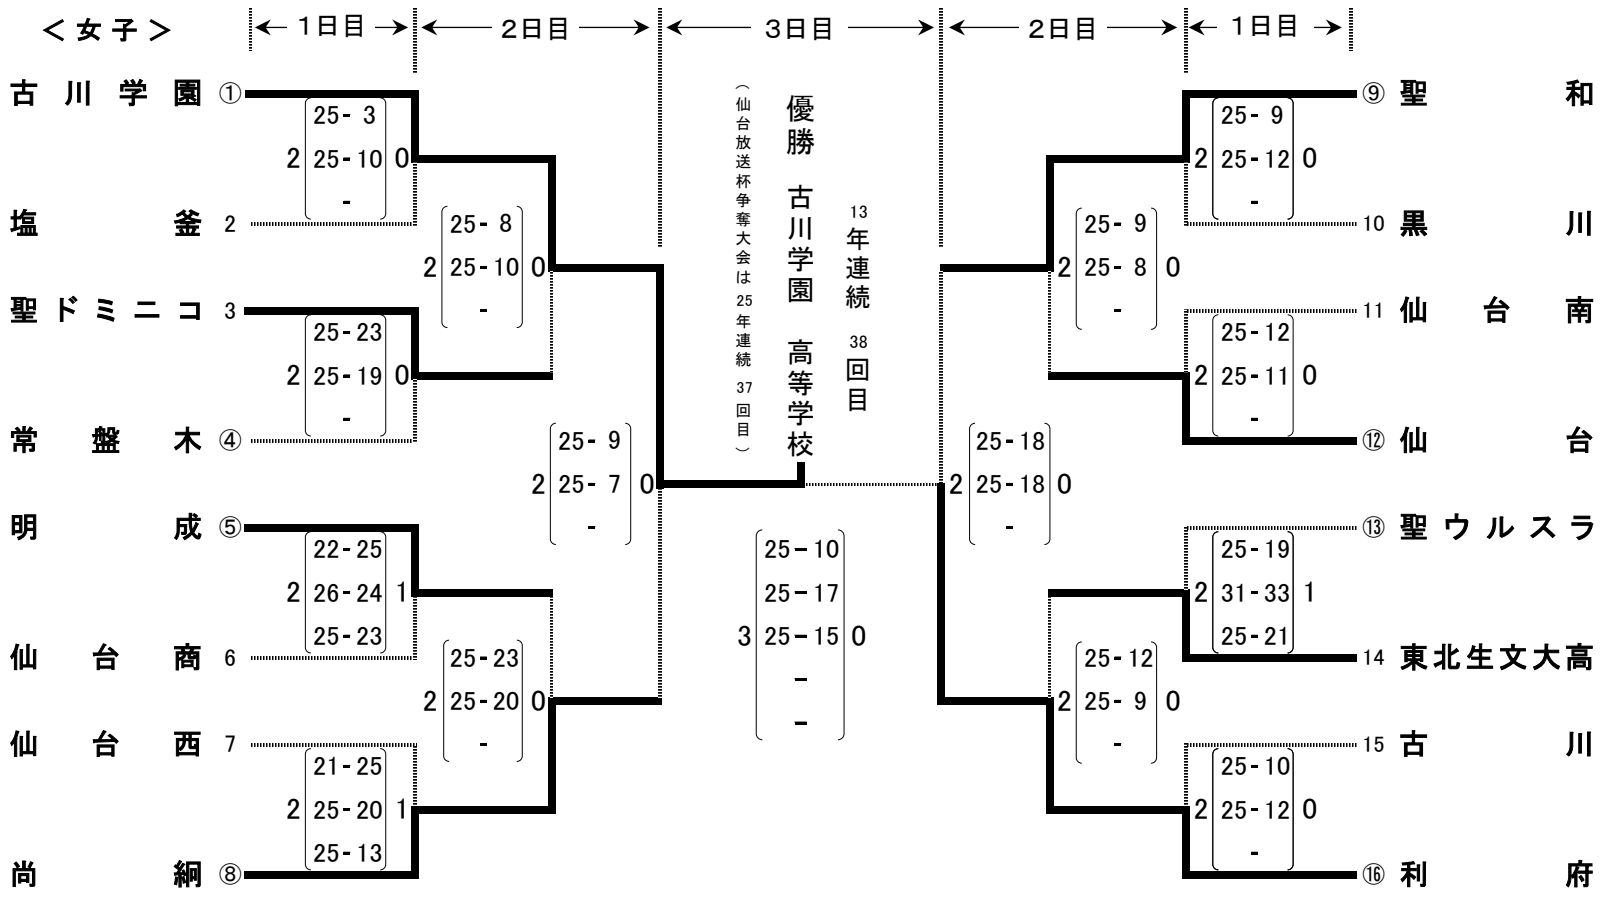 ＜女子＞
1日目
2日目
3日目
2日目
1日目
古川学園 ①
25- 3
2 25-10 0
-
塩釜 2
25- 8
2 25-10 0
-
聖ドミニコ 3
25-23
2 25-19 0
-
常盤木 ④
25- 9
2 25- 7 0
-
明成 ⑤
22-25
2 26-24 1
25-23
仙台商 6
25-23
2 25-20 0
-
仙台西 7
21-25
2 25-20 1
25-13
尚絅 ⑧
13年連続 38回目
優勝 古川学園 高等学校
（仙台放送杯争奪大会は25年連続37回目）
25-10
25-17
3 25-15 0
-
-
⑨ 聖和
25- 9
2 25-12 0
-
10 黒川
25- 9
2 25- 8 0
-
11 仙台南
25-12
2 25-11 0
-
⑫ 仙台
25-18
2 25-18 0
-
⑬ 聖ウルスラ
25-19
2 31-33 1
25-21
14 東北生文大高
25-12
2 25- 9 0
-
15 古川
25-10
2 25-12 0
-
⑯ 利府